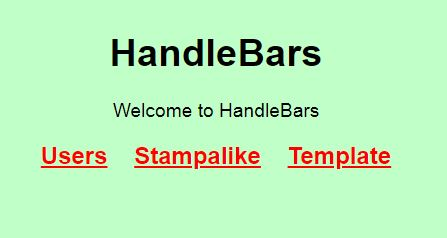 HandleBars
Welcome to HandleBars
Users Stampalike Template